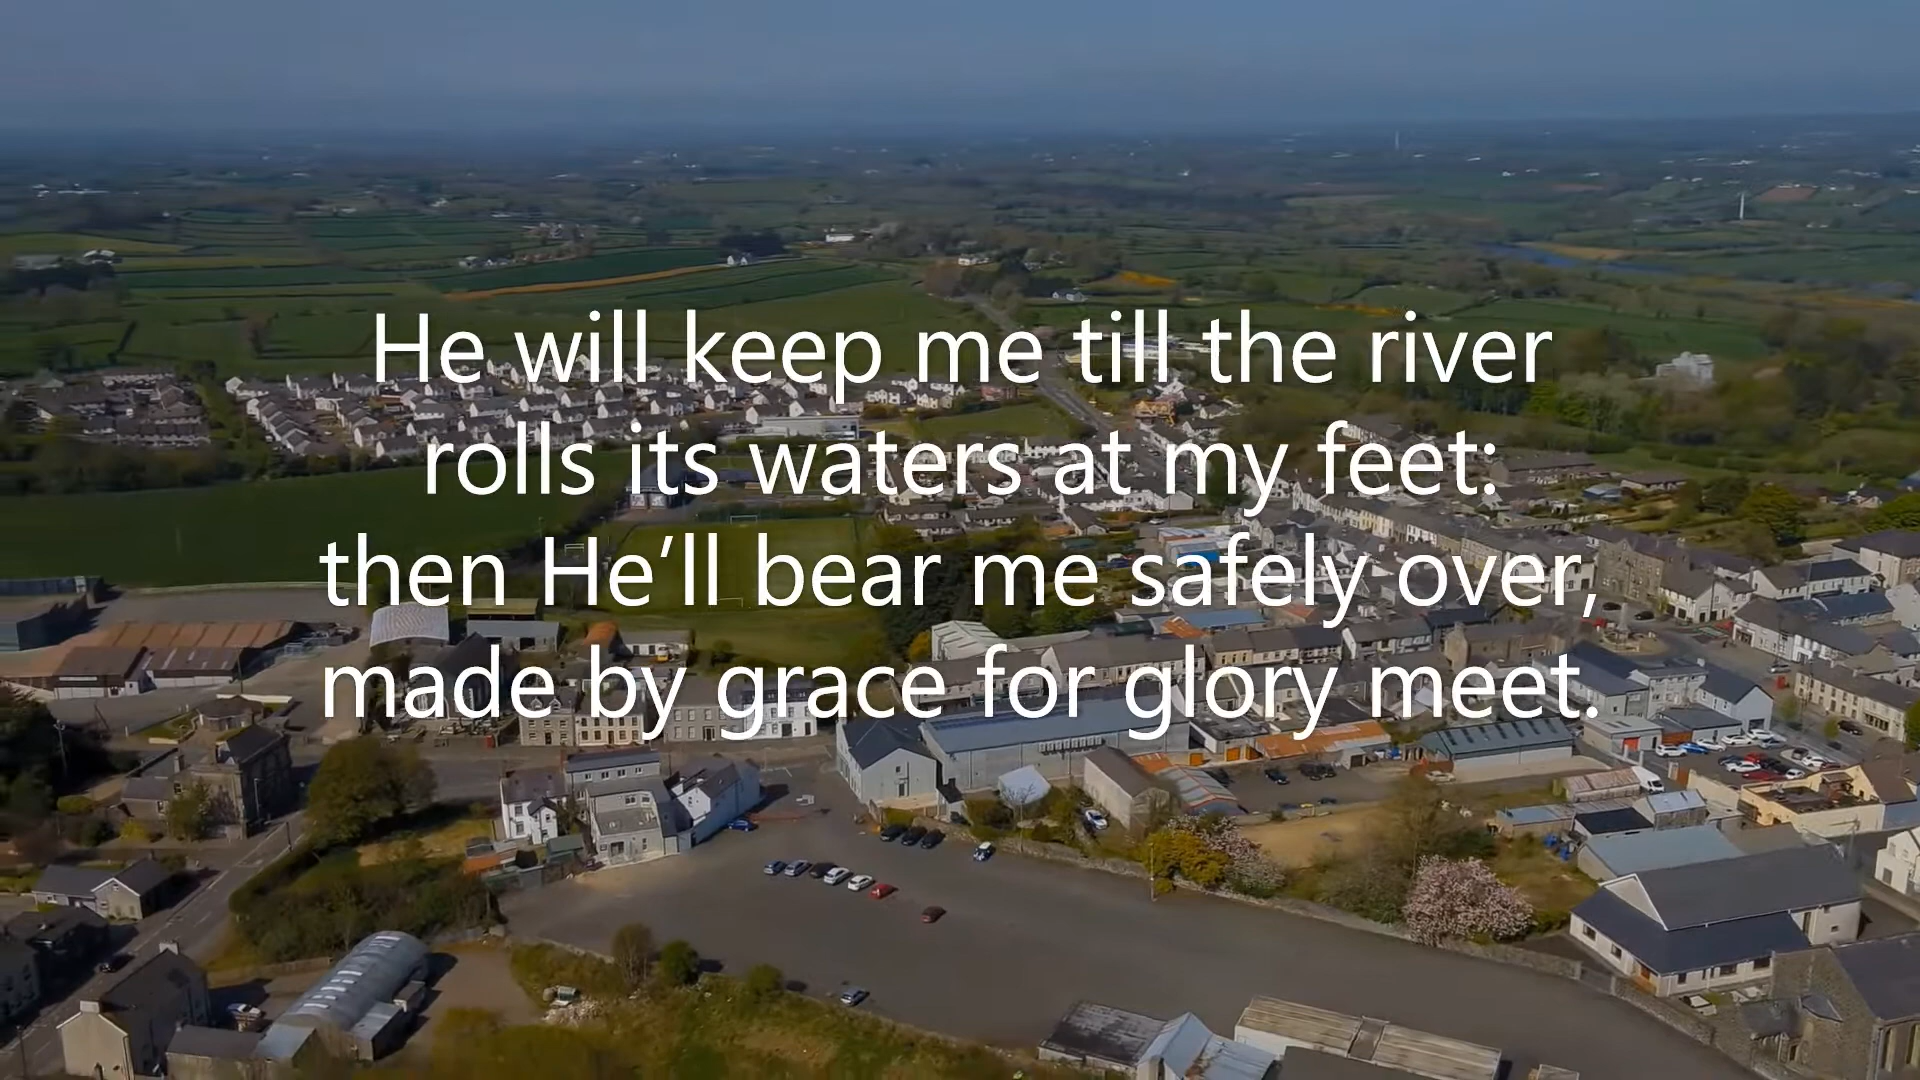 He will keep me till the river
rolls its waters at my feet:
then He’ll bear me safely over,
made by grace for glory meet.